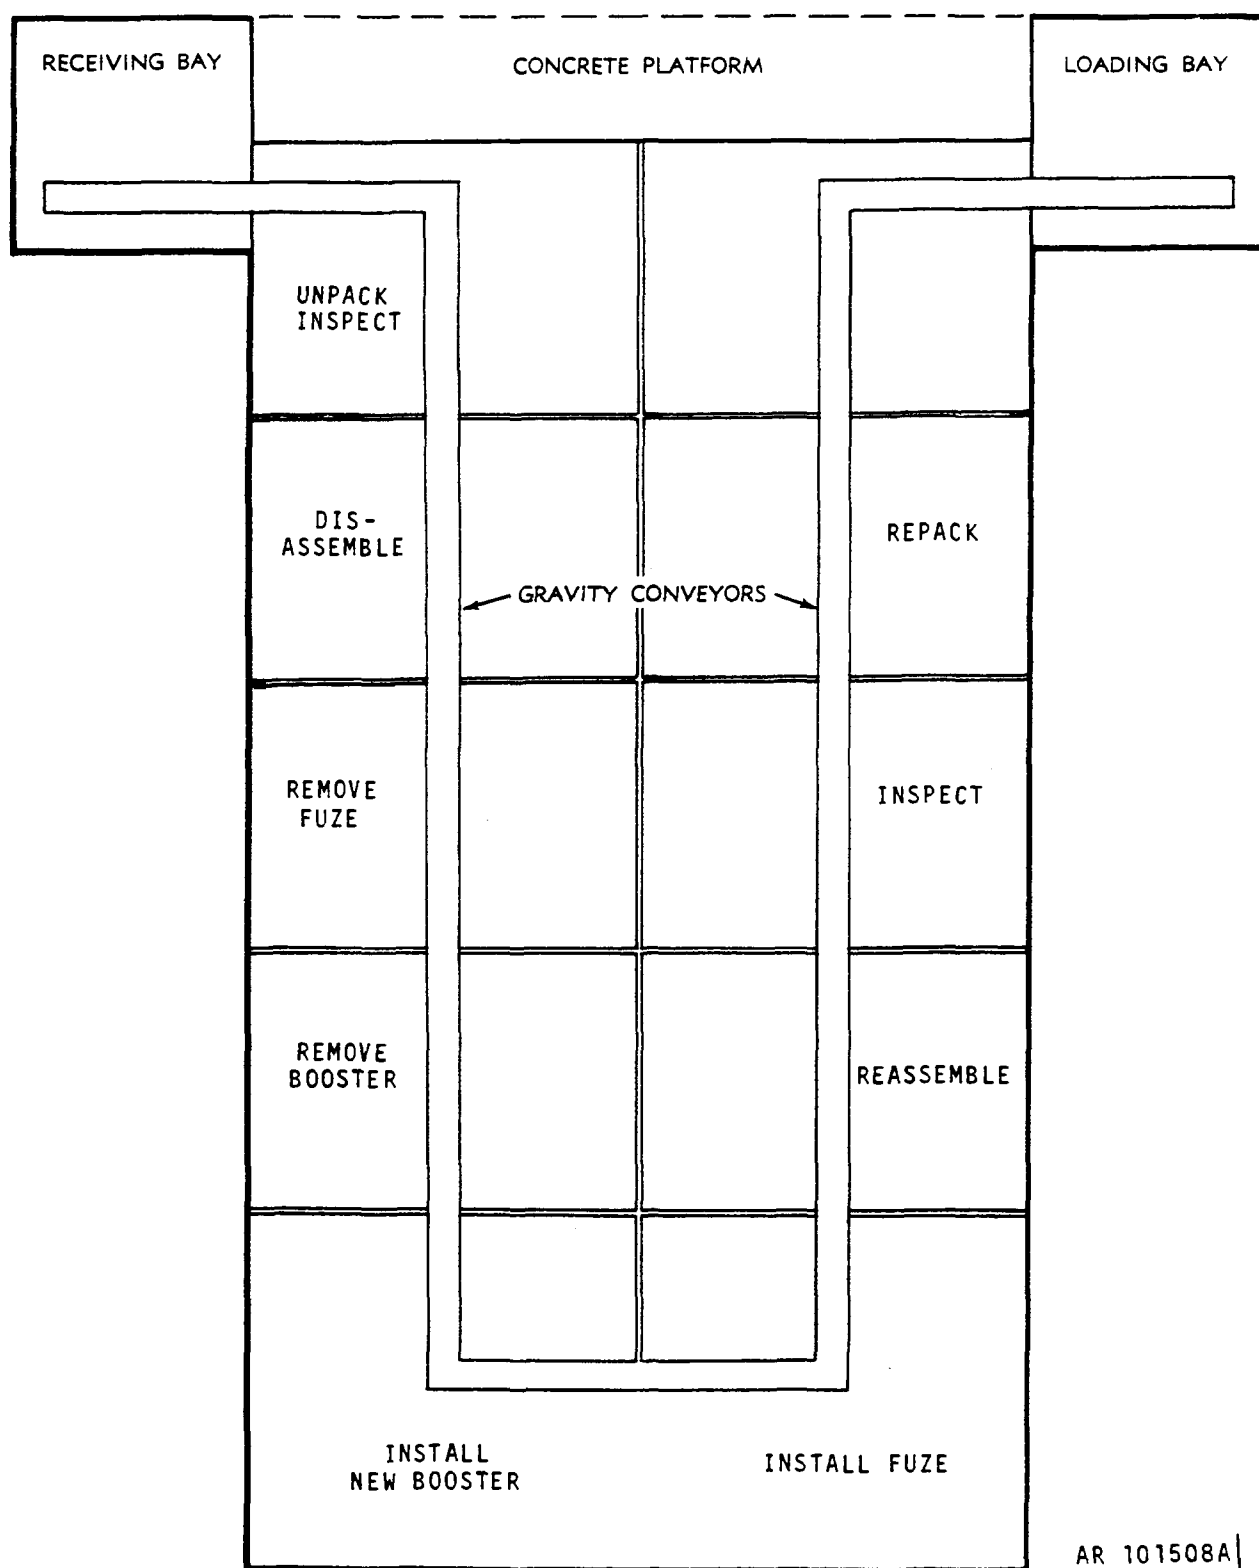 RECEIVING BAY
CONCRETE PLATFORM
LOADING BAY
UNPACK
INSPECT
DIS-
ASSEMBLE
REPACK
GRAVITY CONVEYORS
REMOVE
FUZE
INSPECT
REMOVE
BOOSTER
REASSEMBLE
INSTALL
NEW BOOSTER
INSTALL FUZE
AR 101508A